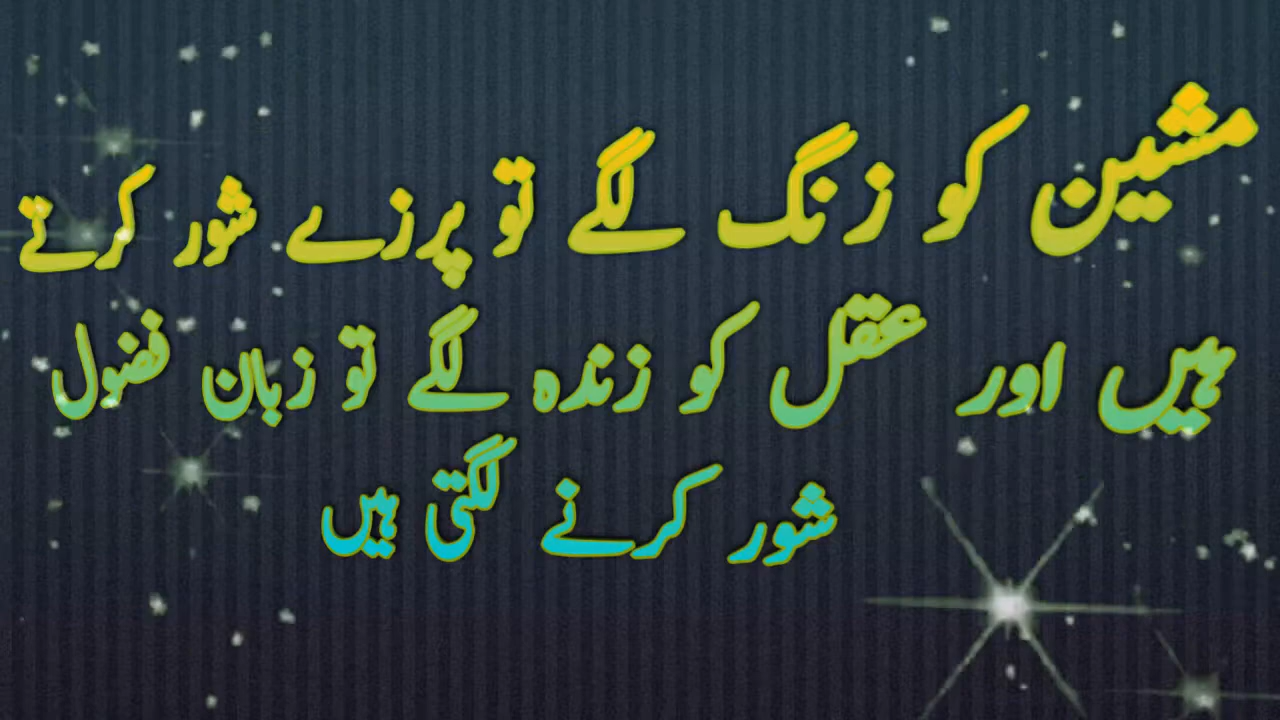 مشین کو زنگ لگے تو پرزے شور کرتے
ہیں اور عقل کو زندہ لگے تو زبان فضول
شور کرنے لگتی ہیں